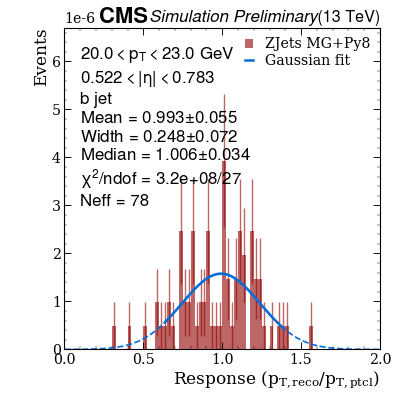 1e-6 CMS Simulation Preliminary (13 TeV)
Events
20.0 < pT < 23.0 GeV
0.522 < |η| < 0.783
b jet
Mean = 0.993±0.055
Width = 0.248±0.072
Median = 1.006±0.034
χ²/ndof = 3.2e+08/27
Neff = 78
ZJets MG+Py8
Gaussian fit
6
5
4
3
2
1
0
0.0 0.5 1.0 1.5 2.0
Response (pT,reco/pT,ptcl)